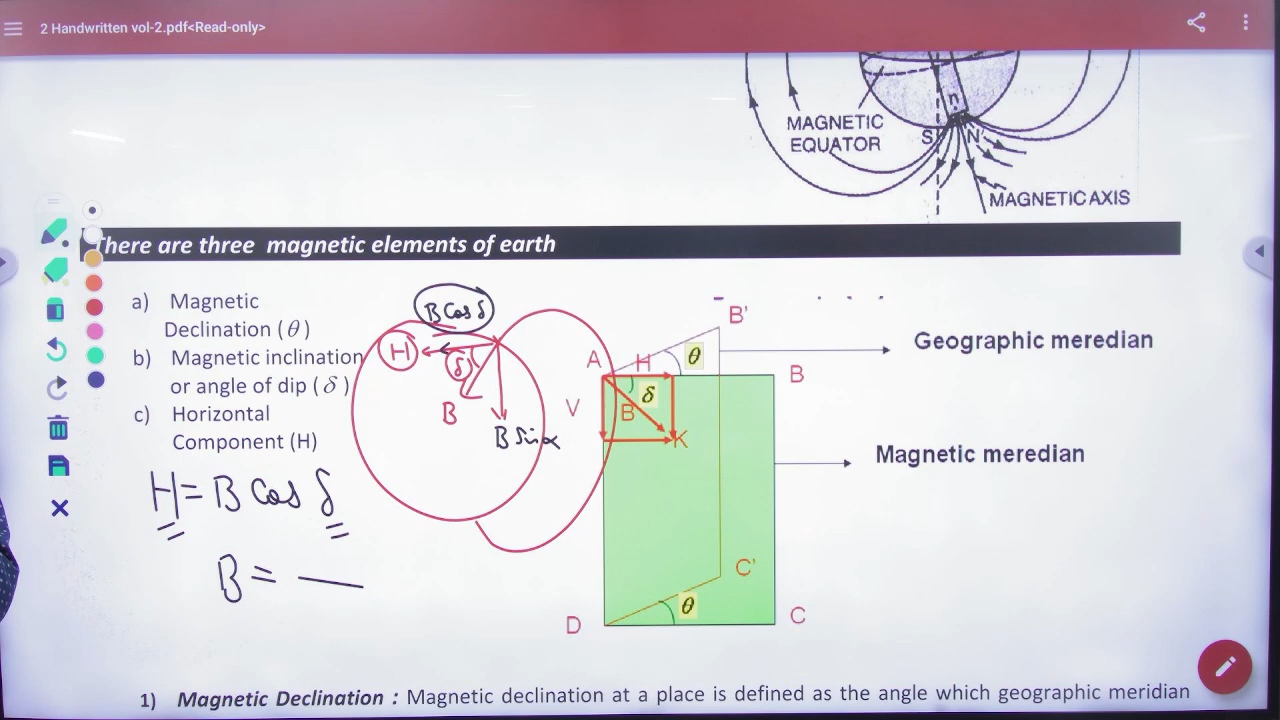 2 Handwritten vol-2.pdf<Read-only>
n
MAGNETIC
EQUATOR
S
N'
MAGNETIC AXIS
There are three magnetic elements of earth
a) Magnetic
Declination ( θ )
b) Magnetic inclination
or angle of dip ( δ )
c) Horizontal
Component (H)
B Cos δ
H
δ
B
B sin α
H = B Cos δ
B = —
B'
A
H
θ
B
V
δ
B
K
Geographic meredian
Magnetic meredian
C'
θ
D
C
1) Magnetic Declination : Magnetic declination at a place is defined as the angle which geographic meridian